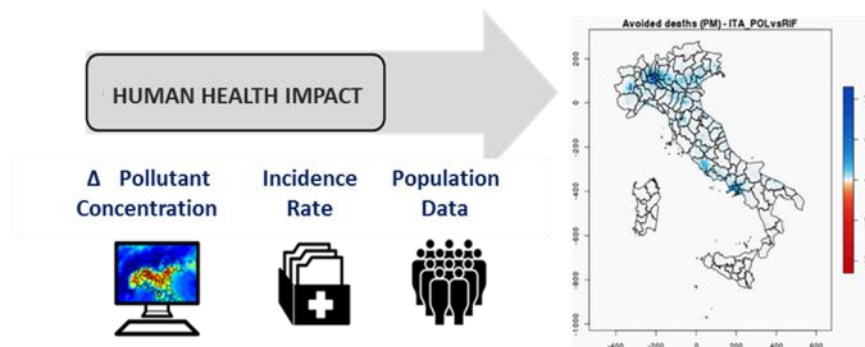 HUMAN HEALTH IMPACT
Δ Pollutant
Concentration
Incidence
Rate
Population
Data
Avoided deaths (PM) - ITA_POLvsRIF
200
0
-200
-400
-600
-800
-1000
-400
-200
0
200
400
600